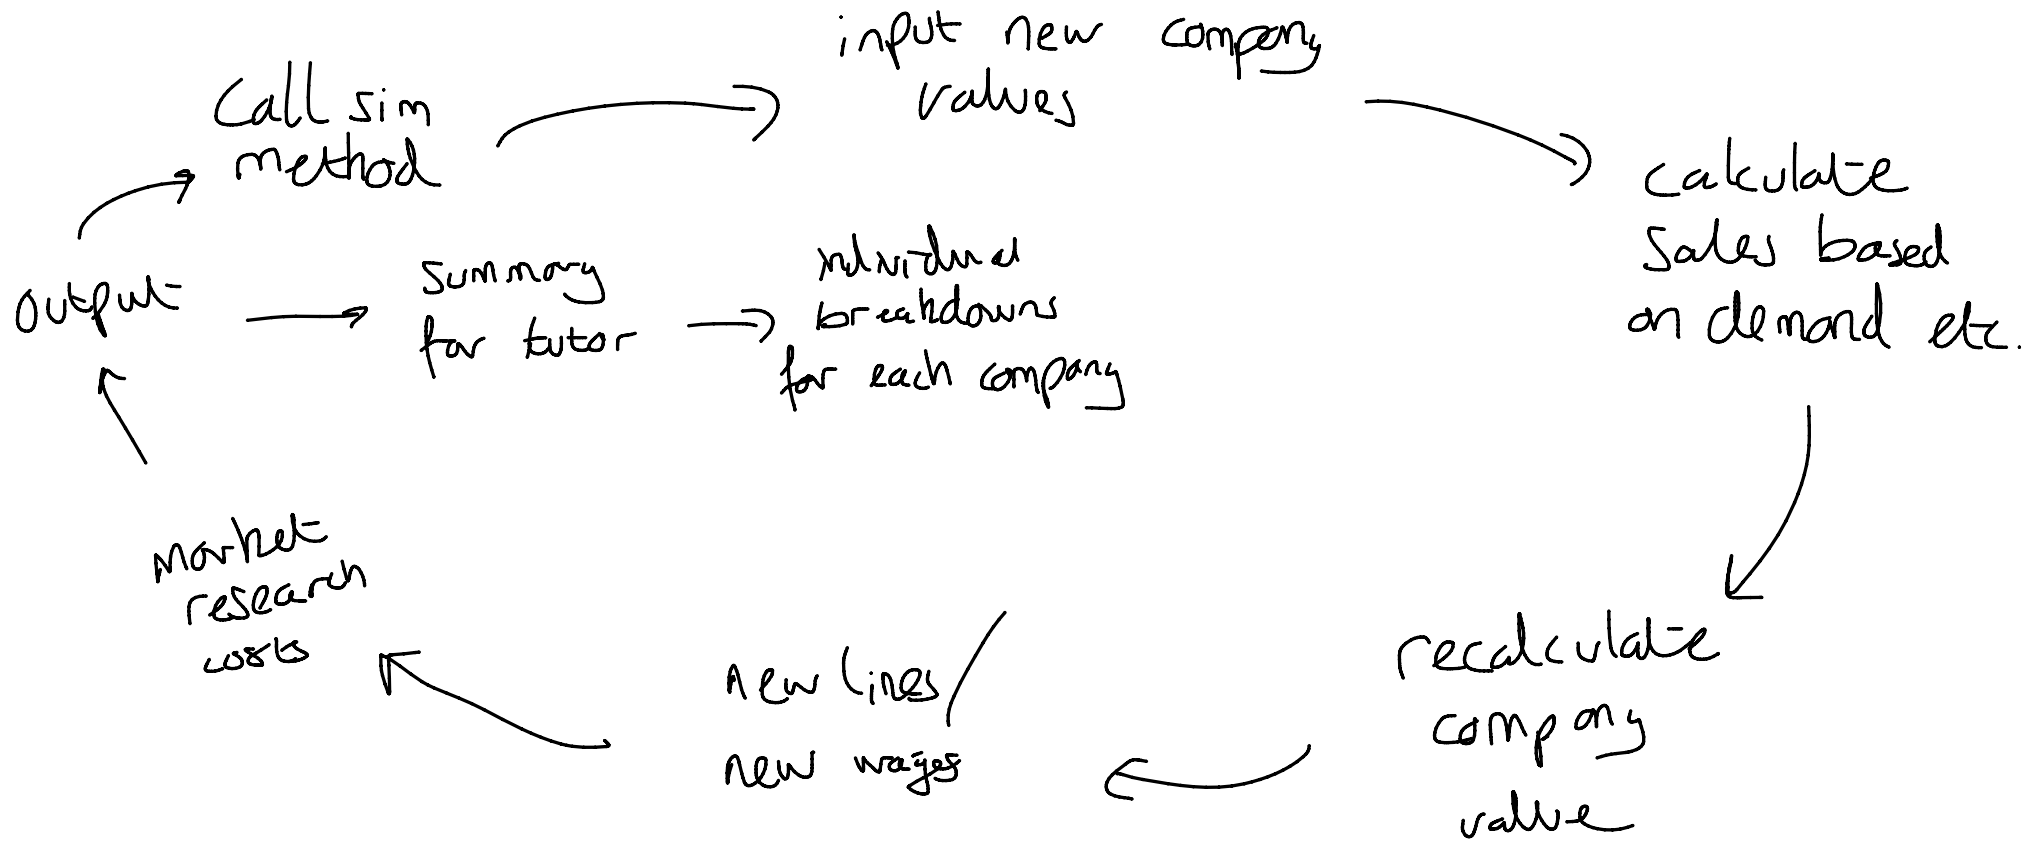 input new company
values
Call sim
method
calculate
sales based
on demand etc.
output
summary
for tutor
individual
breakdowns
for each company
recalculate
company
value
new lines/
new wages
market
research
costs